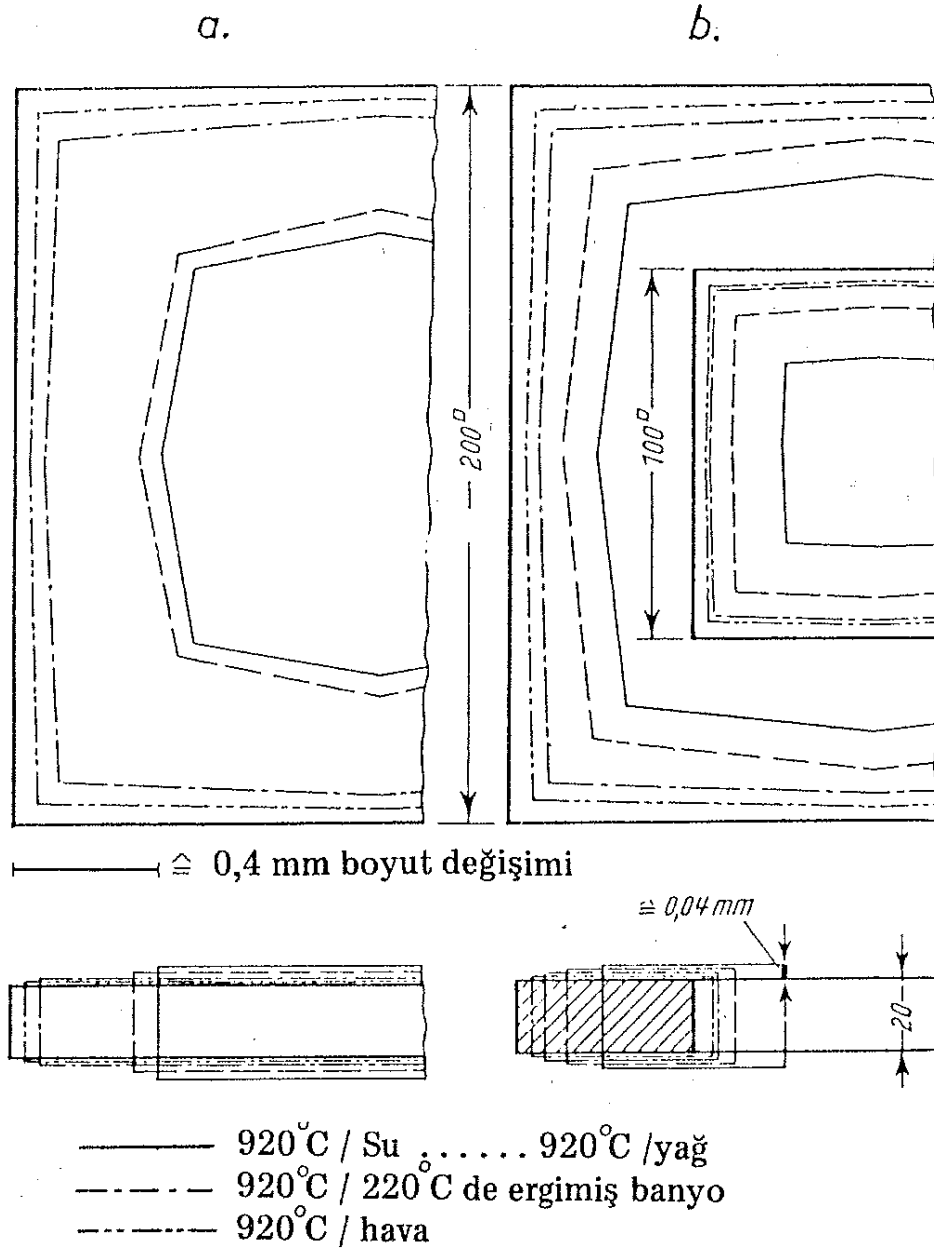 a. b.
200□
100□
≙ 0,4 mm boyut değişimi
≙ 0,04 mm
20
920°C / Su ...... 920°C /yağ
920°C / 220°C de ergimiş banyo
920°C / hava